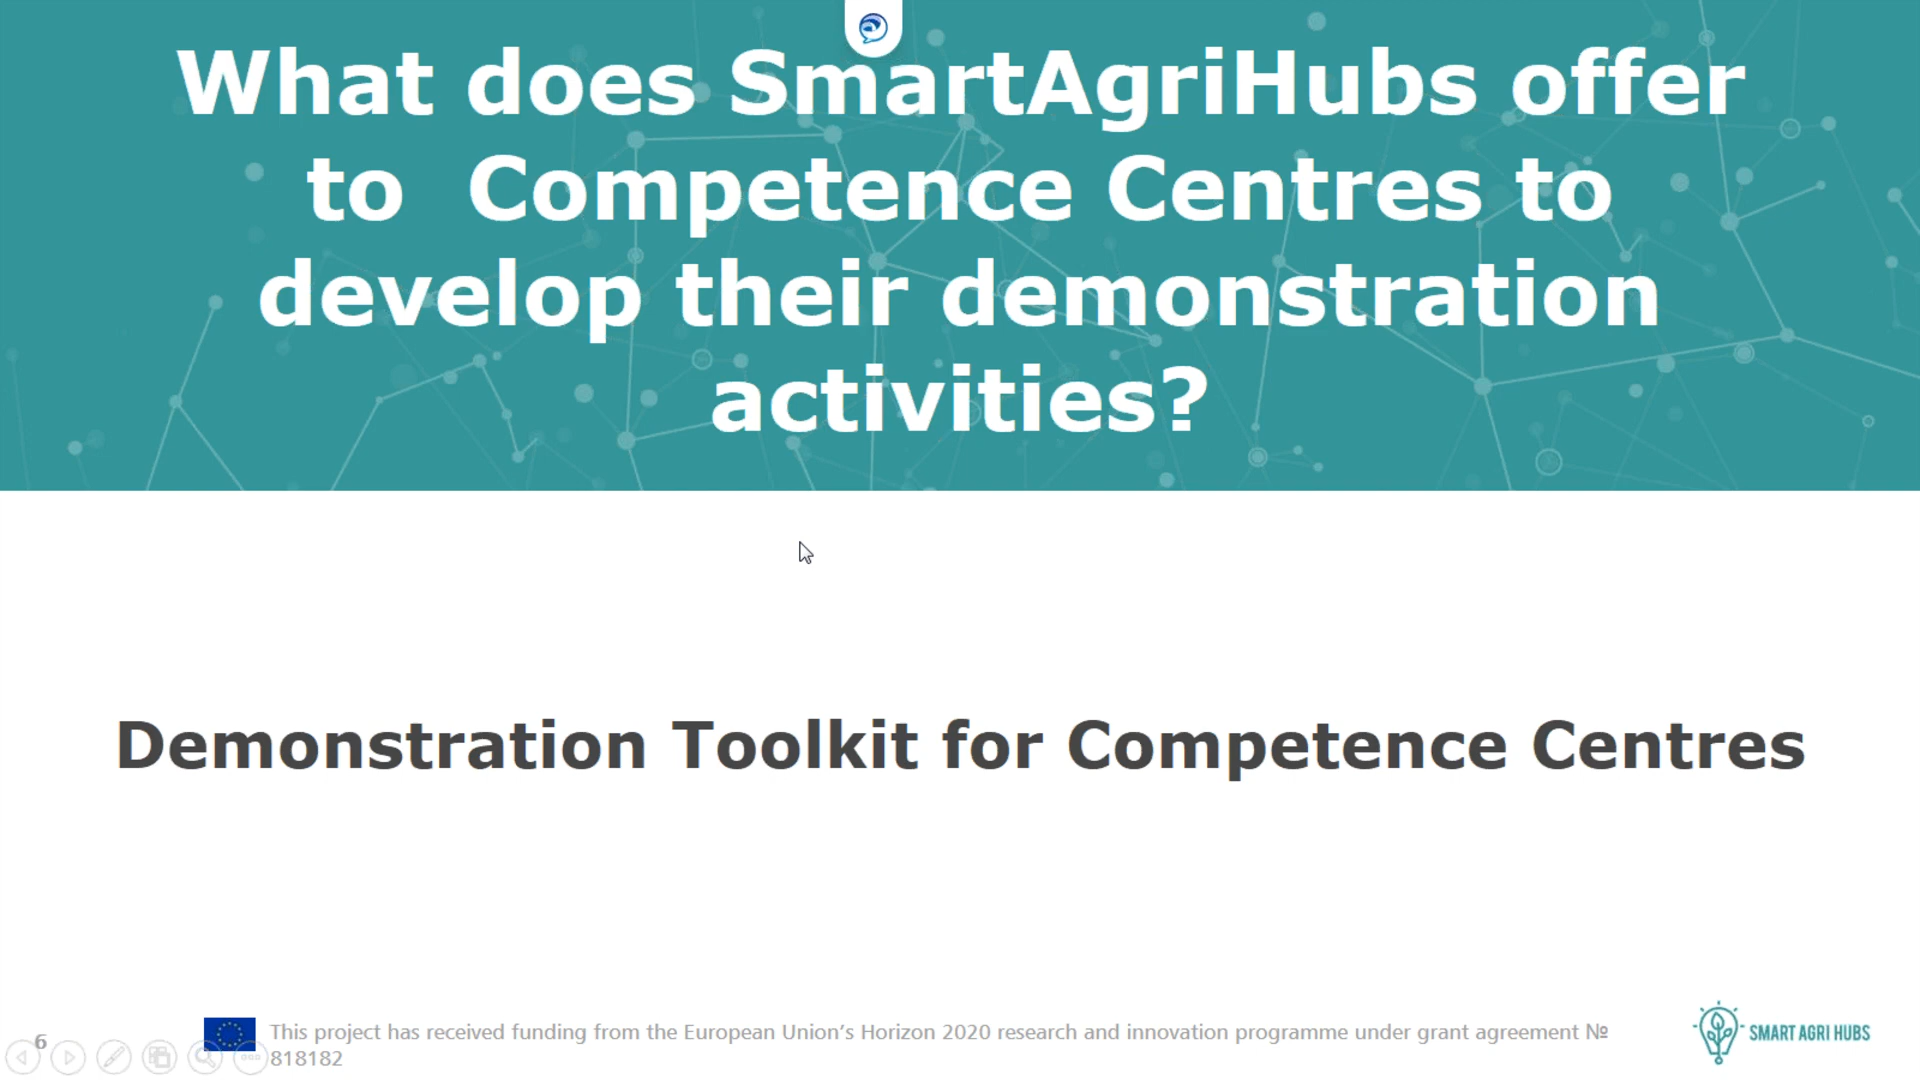 What does SmartAgriHubs offer
to  Competence Centres to
develop their demonstration
activities?
Demonstration Toolkit for Competence Centres
6
This project has received funding from the European Union’s Horizon 2020 research and innovation programme under grant agreement №
818182
SMART AGRI HUBS